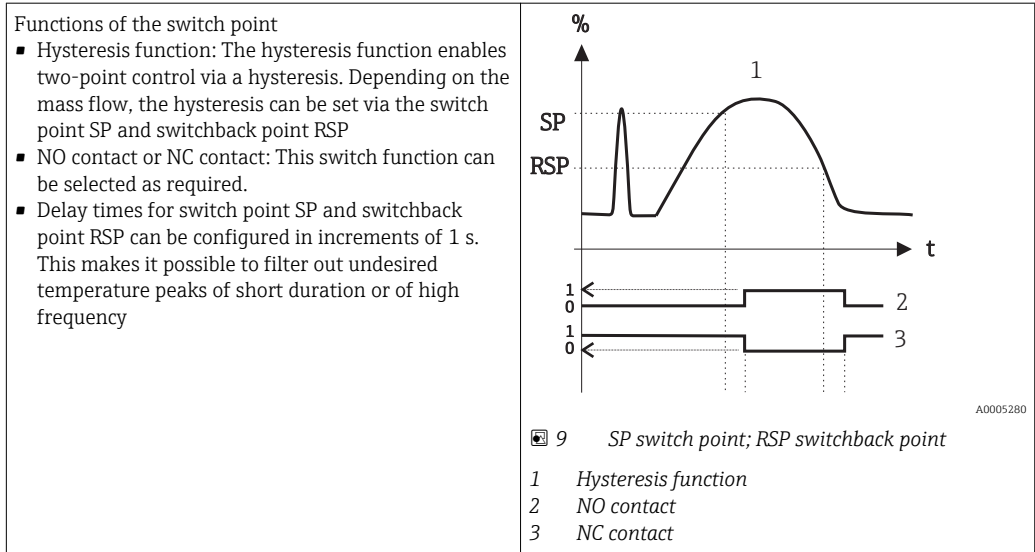 Functions of the switch point
▪ Hysteresis function: The hysteresis function enables
two-point control via a hysteresis. Depending on the
mass flow, the hysteresis can be set via the switch
point SP and switchback point RSP
▪ NO contact or NC contact: This switch function can
be selected as required.
▪ Delay times for switch point SP and switchback
point RSP can be configured in increments of 1 s.
This makes it possible to filter out undesired
temperature peaks of short duration or of high
frequency
%
1
SP
RSP
t
1
0
2
1
0
3
A0005280
9 SP switch point; RSP switchback point
1 Hysteresis function
2 NO contact
3 NC contact